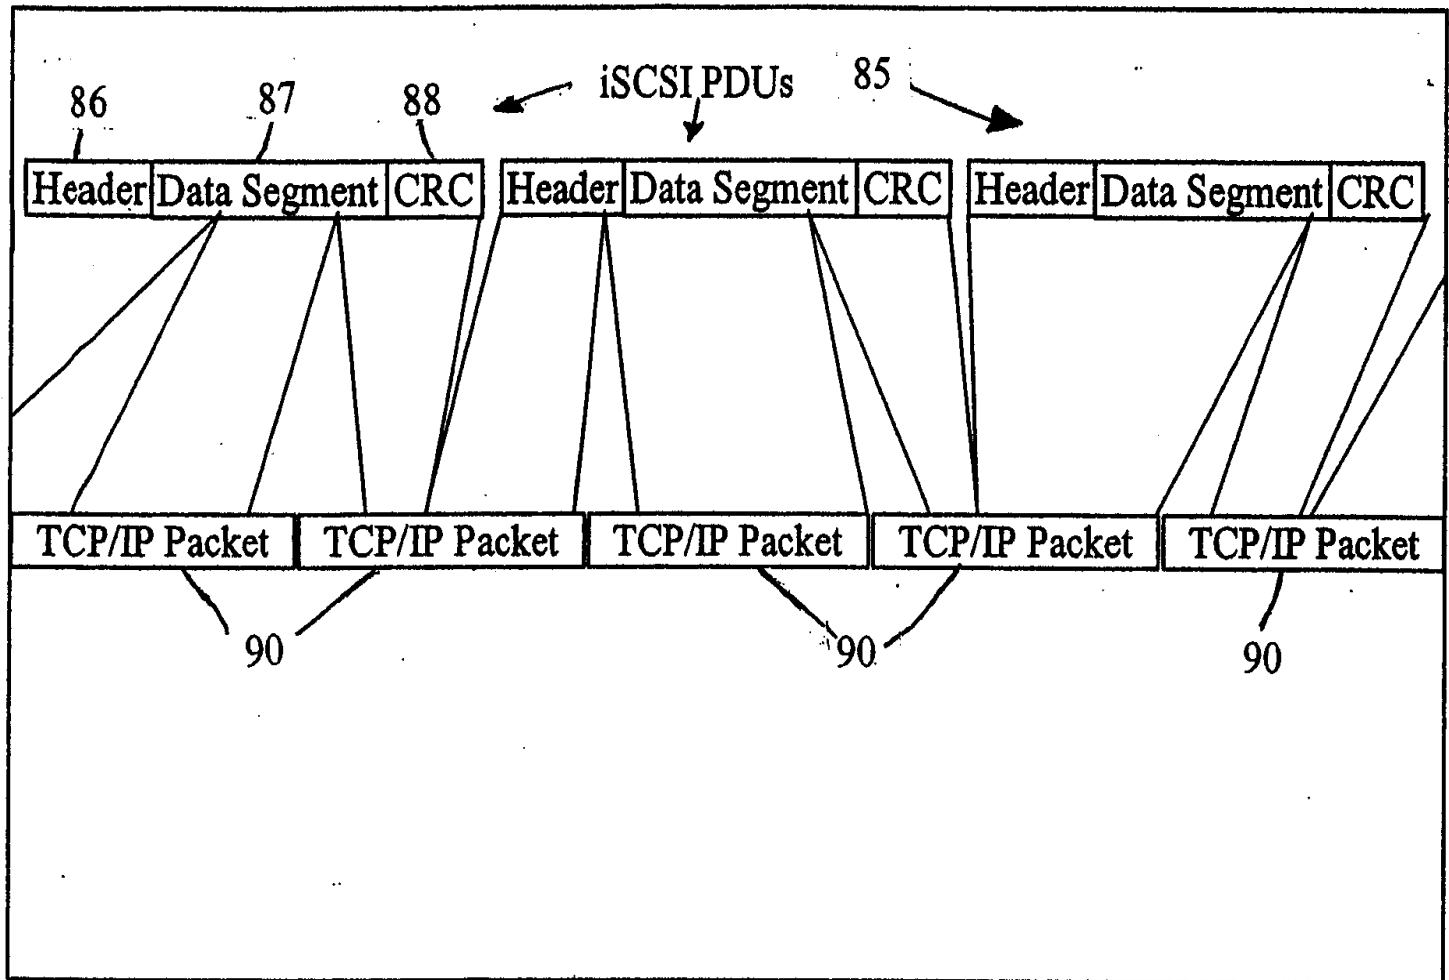 iSCSI PDUs 85
86 87 88
Header Data Segment CRC Header Data Segment CRC Header Data Segment CRC
TCP/IP Packet TCP/IP Packet TCP/IP Packet TCP/IP Packet TCP/IP Packet
90 90 90